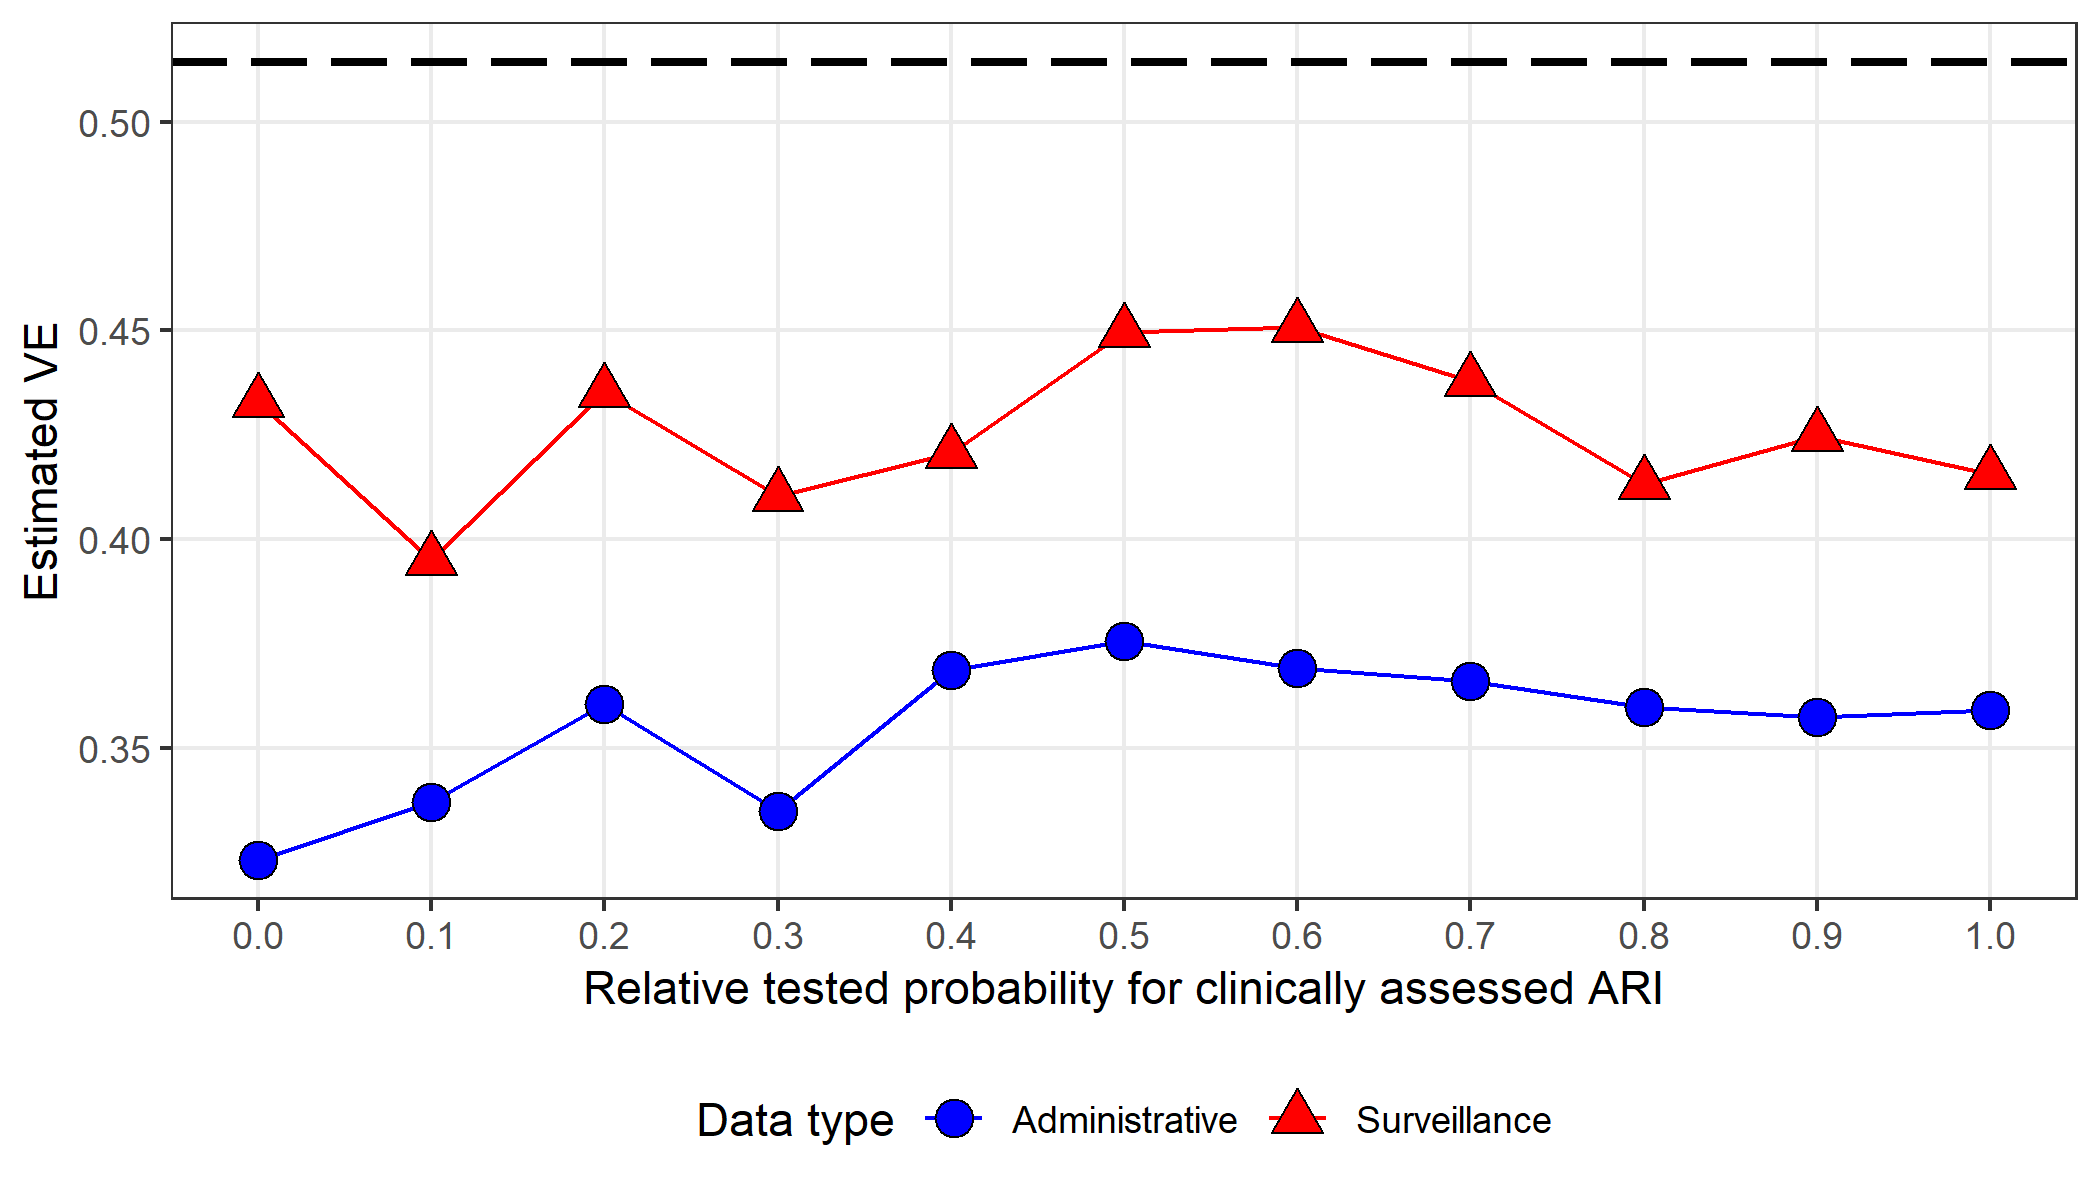 0.50
0.45
0.40
0.35
Estimated VE
0.0 0.1 0.2 0.3 0.4 0.5 0.6 0.7 0.8 0.9 1.0
Relative tested probability for clinically assessed ARI
Data type Administrative Surveillance